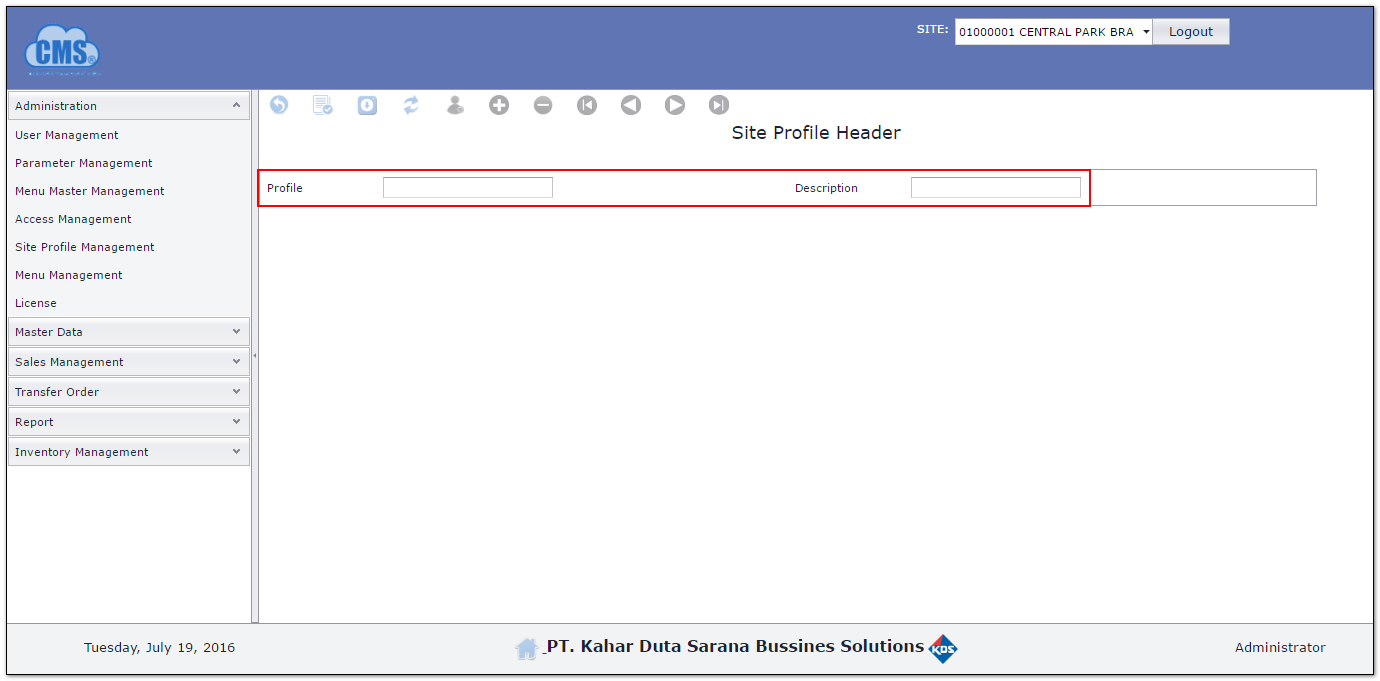 CMS
SITE: 01000001 CENTRAL PARK BRA Logout
Administration
User Management
Parameter Management
Menu Master Management
Access Management
Site Profile Management
Menu Management
License
Master Data
Sales Management
Transfer Order
Report
Inventory Management
Site Profile Header
Profile Description
Tuesday, July 19, 2016 PT. Kahar Duta Sarana Bussines Solutions KDS Administrator